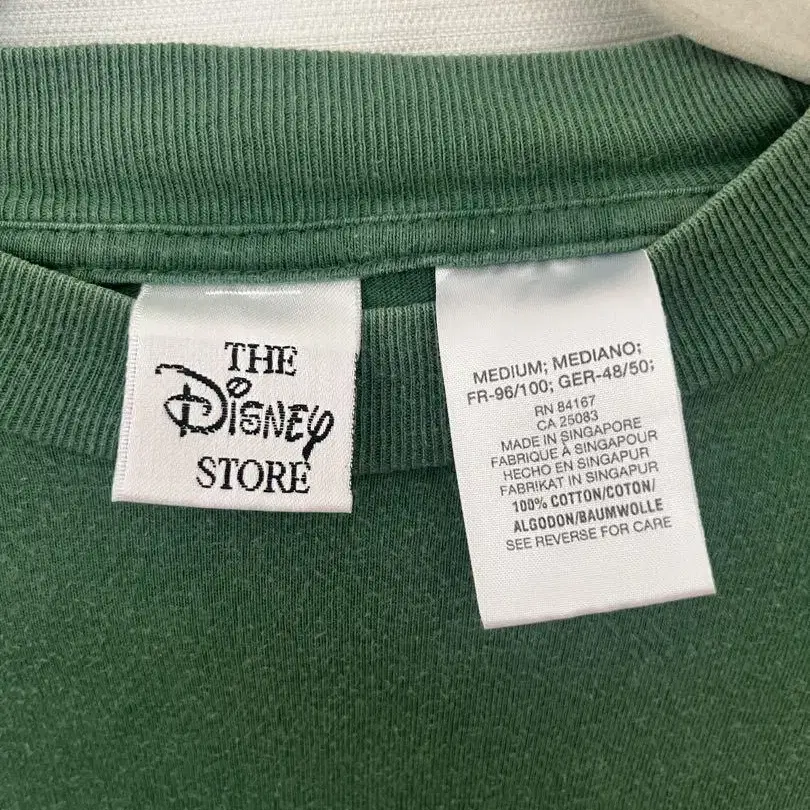 THE
Disney
STORE
MEDIUM; MEDIANO;
FR-96/100; GER-48/50;
RN 84167
CA 25083
MADE IN SINGAPORE
FABRIQUE À SINGAPOUR
HECHO EN SINGAPUR
FABRIKAT IN SINGAPUR
100% COTTON/COTON/
ALGODON/BAUMWOLLE
SEE REVERSE FOR CARE